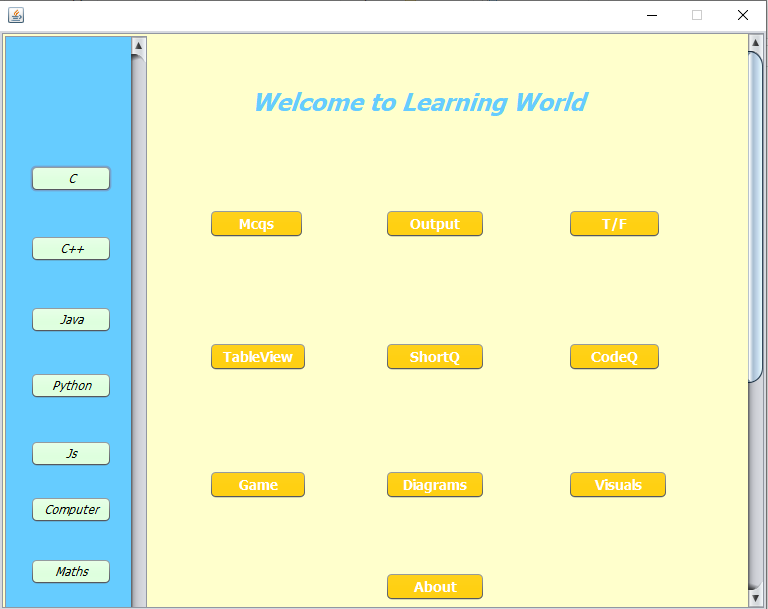 Welcome to Learning World
C
C++
Java
Python
Js
Computer
Maths
Mcqs
Output
T/F
TableView
ShortQ
CodeQ
Game
Diagrams
Visuals
About